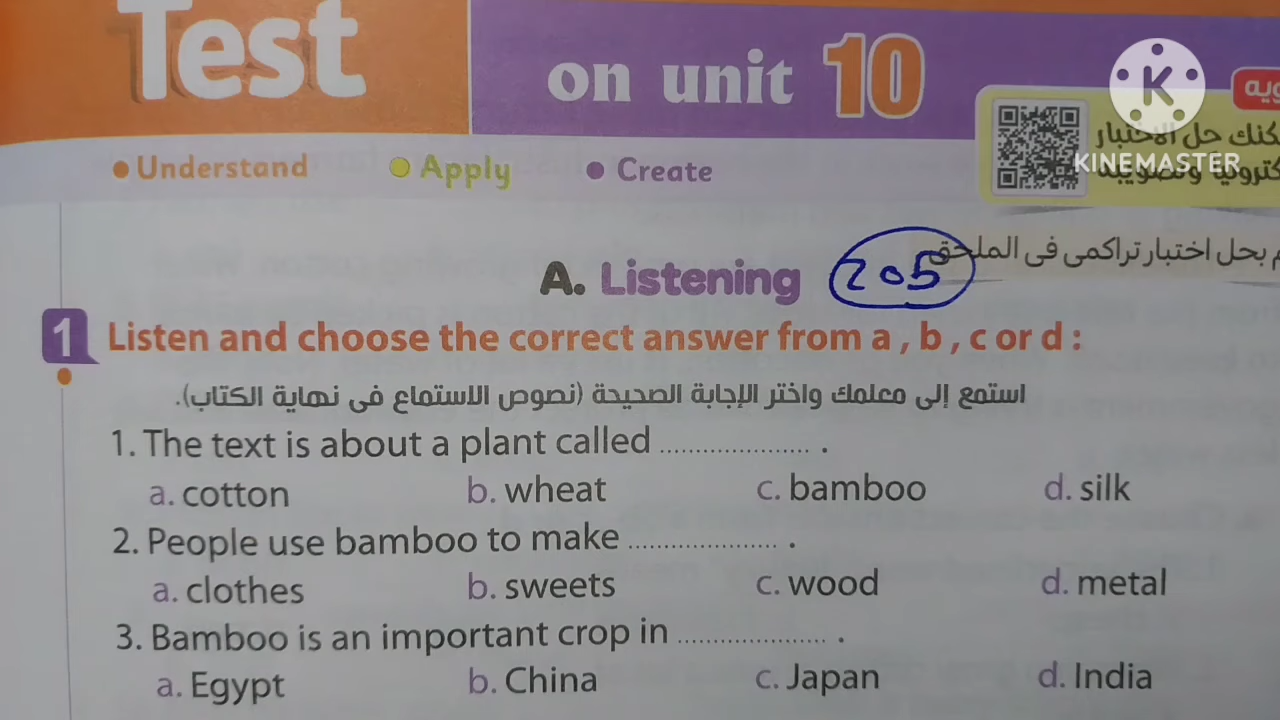 Test on unit 10
KINEMASTER
• Understand • Apply • Create
A. Listening 205
1 Listen and choose the correct answer from a , b , c or d :
استمع إلى معلمك واختر الإجابة الصحيحة (نصوص الاستماع فى نهاية الكتاب).
1. The text is about a plant called .................... .
a. cotton b. wheat c. bamboo d. silk
2. People use bamboo to make .................... .
a. clothes b. sweets c. wood d. metal
3. Bamboo is an important crop in .................... .
a. Egypt b. China c. Japan d. India